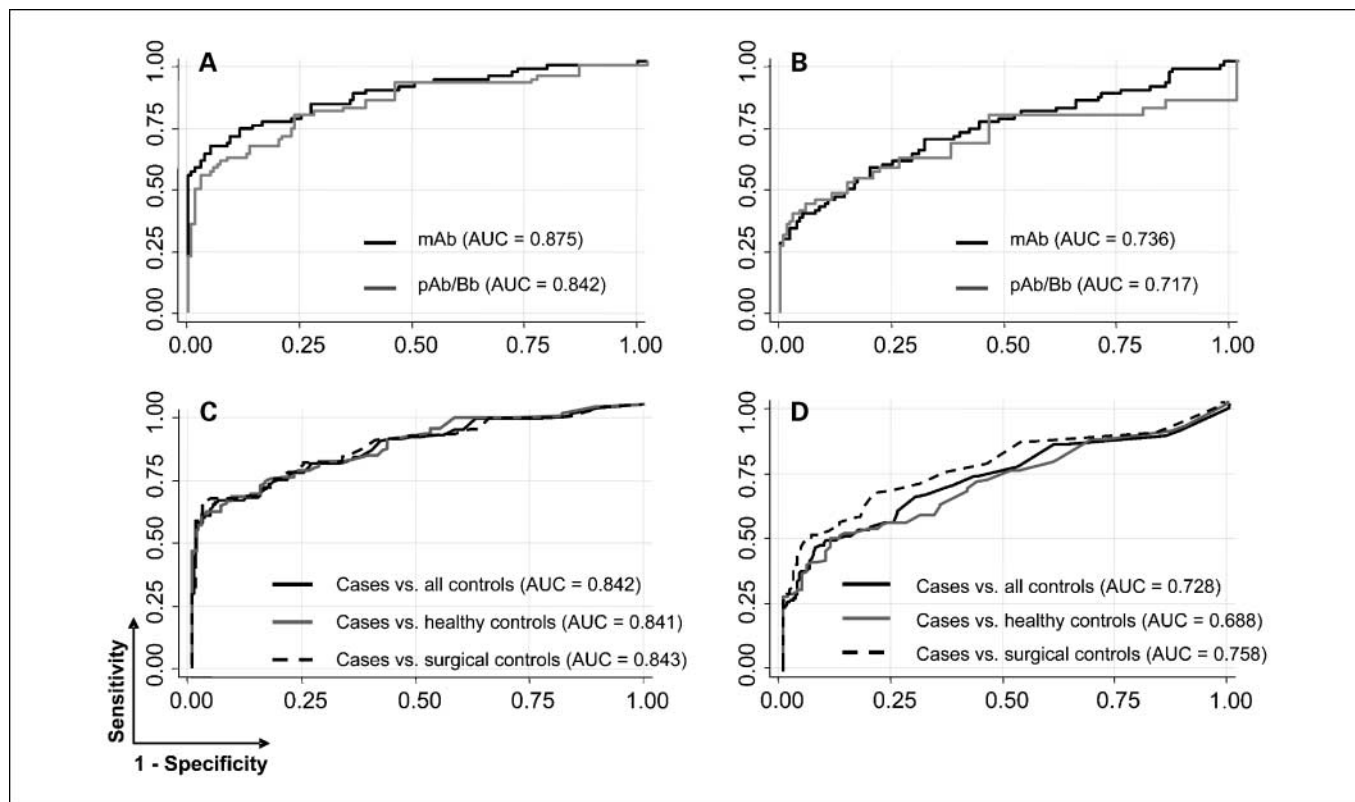 A
1.00
0.75
0.50
0.25
0.00
mAb (AUC = 0.875)
pAb/Bb (AUC = 0.842)
0.00 0.25 0.50 0.75 1.00
B
1.00
0.75
0.50
0.25
0.00
mAb (AUC = 0.736)
pAb/Bb (AUC = 0.717)
0.00 0.25 0.50 0.75 1.00
C
1.00
0.75
0.50
0.25
0.00
Cases vs. all controls (AUC = 0.842)
Cases vs. healthy controls (AUC = 0.841)
Cases vs. surgical controls (AUC = 0.843)
0.00 0.25 0.50 0.75 1.00
D
1.00
0.75
0.50
0.25
0.00
Cases vs. all controls (AUC = 0.728)
Cases vs. healthy controls (AUC = 0.688)
Cases vs. surgical controls (AUC = 0.758)
0.00 0.25 0.50 0.75 1.00
Sensitivity
1 - Specificity